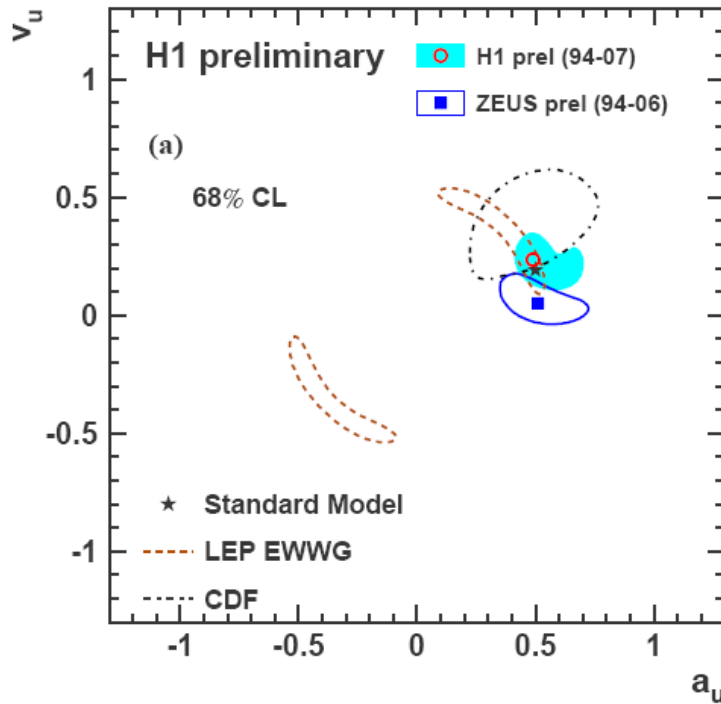 v_u
H1 preliminary
H1 prel (94-07)
ZEUS prel (94-06)
(a)
68% CL
1
0.5
0
-0.5
-1
Standard Model
LEP EWWG
CDF
-1 -0.5 0 0.5 1
a_u